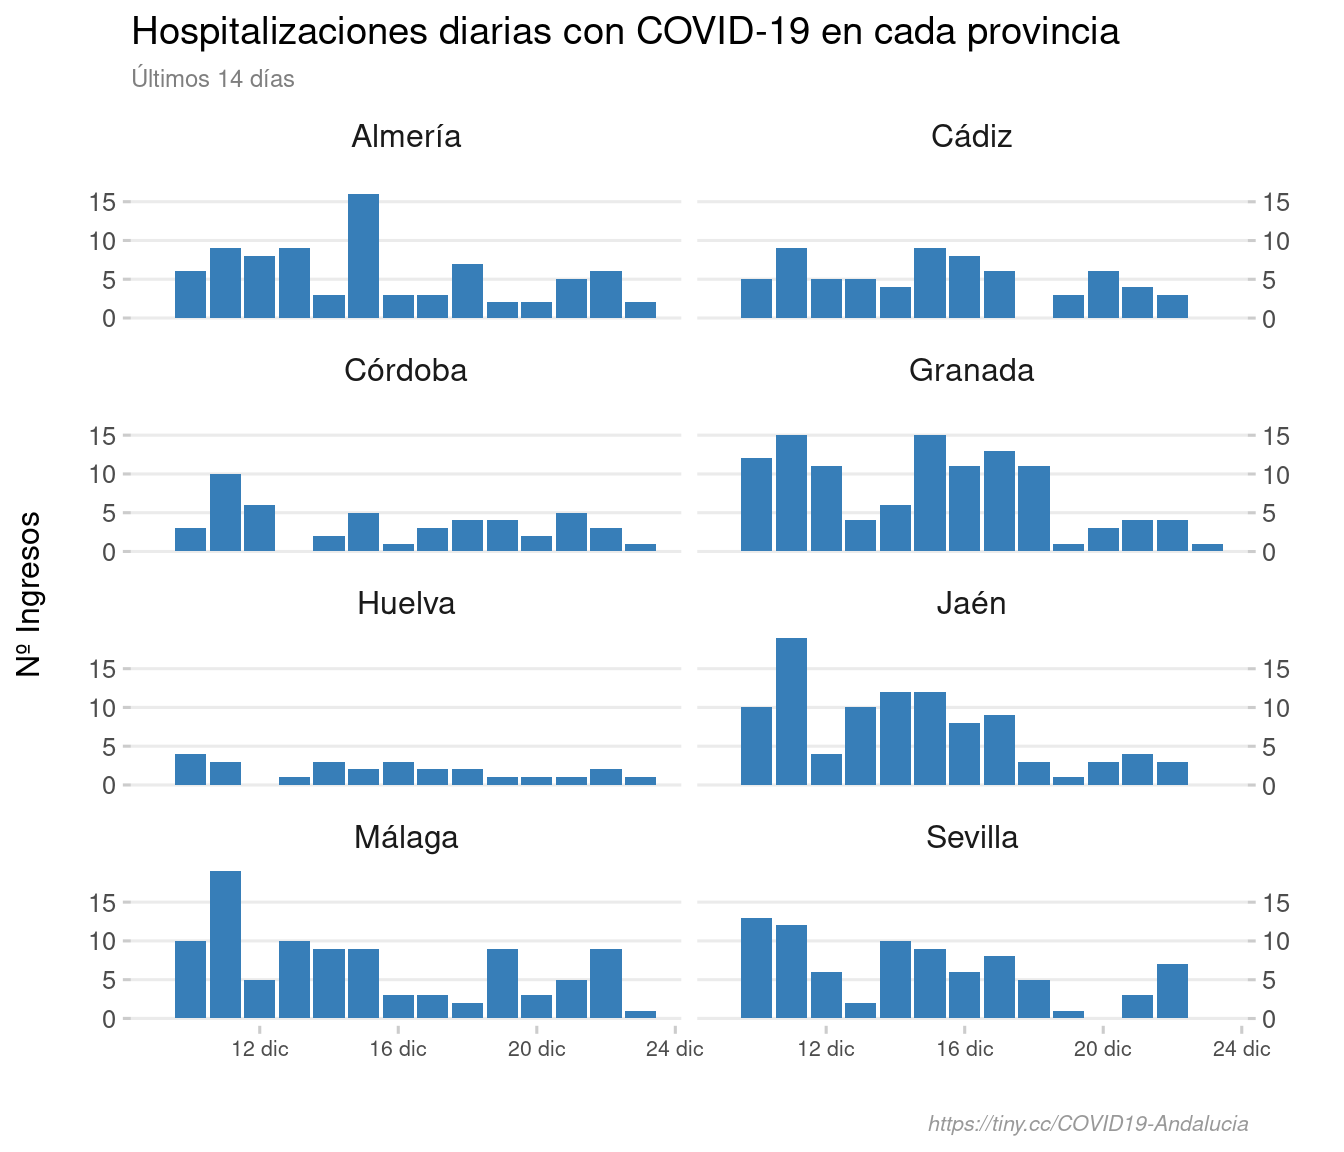 Hospitalizaciones diarias con COVID-19 en cada provincia
Últimos 14 días
Almería
Cádiz
15
10
5
0
15
10
5
0
Córdoba
Granada
15
10
5
0
15
10
5
0
Nº Ingresos
Huelva
Jaén
15
10
5
0
15
10
5
0
Málaga
Sevilla
15
10
5
0
15
10
5
0
12 dic 16 dic 20 dic 24 dic
12 dic 16 dic 20 dic 24 dic
https://tiny.cc/COVID19-Andalucia